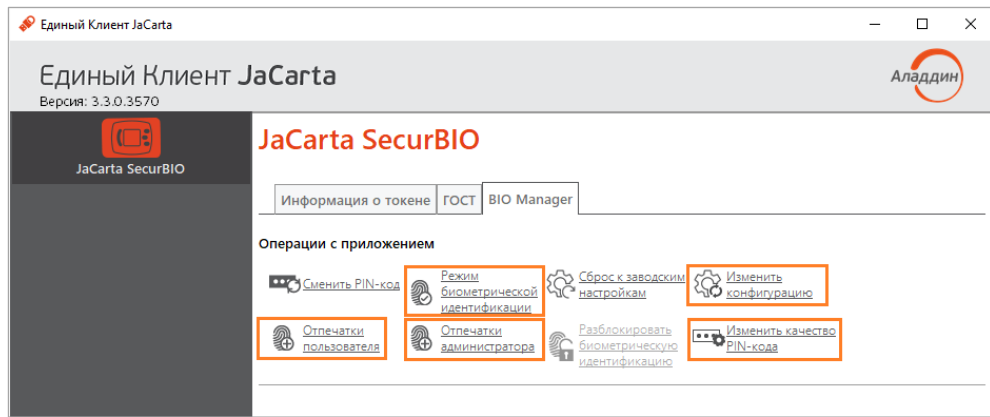 Единый Клиент JaCarta
Единый Клиент JaCarta
Аладдин
Версия: 3.3.0.3570
JaCarta SecurBIO
JaCarta SecurBIO
Информация о токене ГОСТ BIO Manager
Операции с приложением
Сменить PIN-код
Режим
биометрической
идентификации
Сброс к заводским
настройкам
Изменить
конфигурацию
Отпечатки
пользователя
Отпечатки
администратора
Разблокировать
биометрическую
идентификацию
Изменить качество
PIN-кода